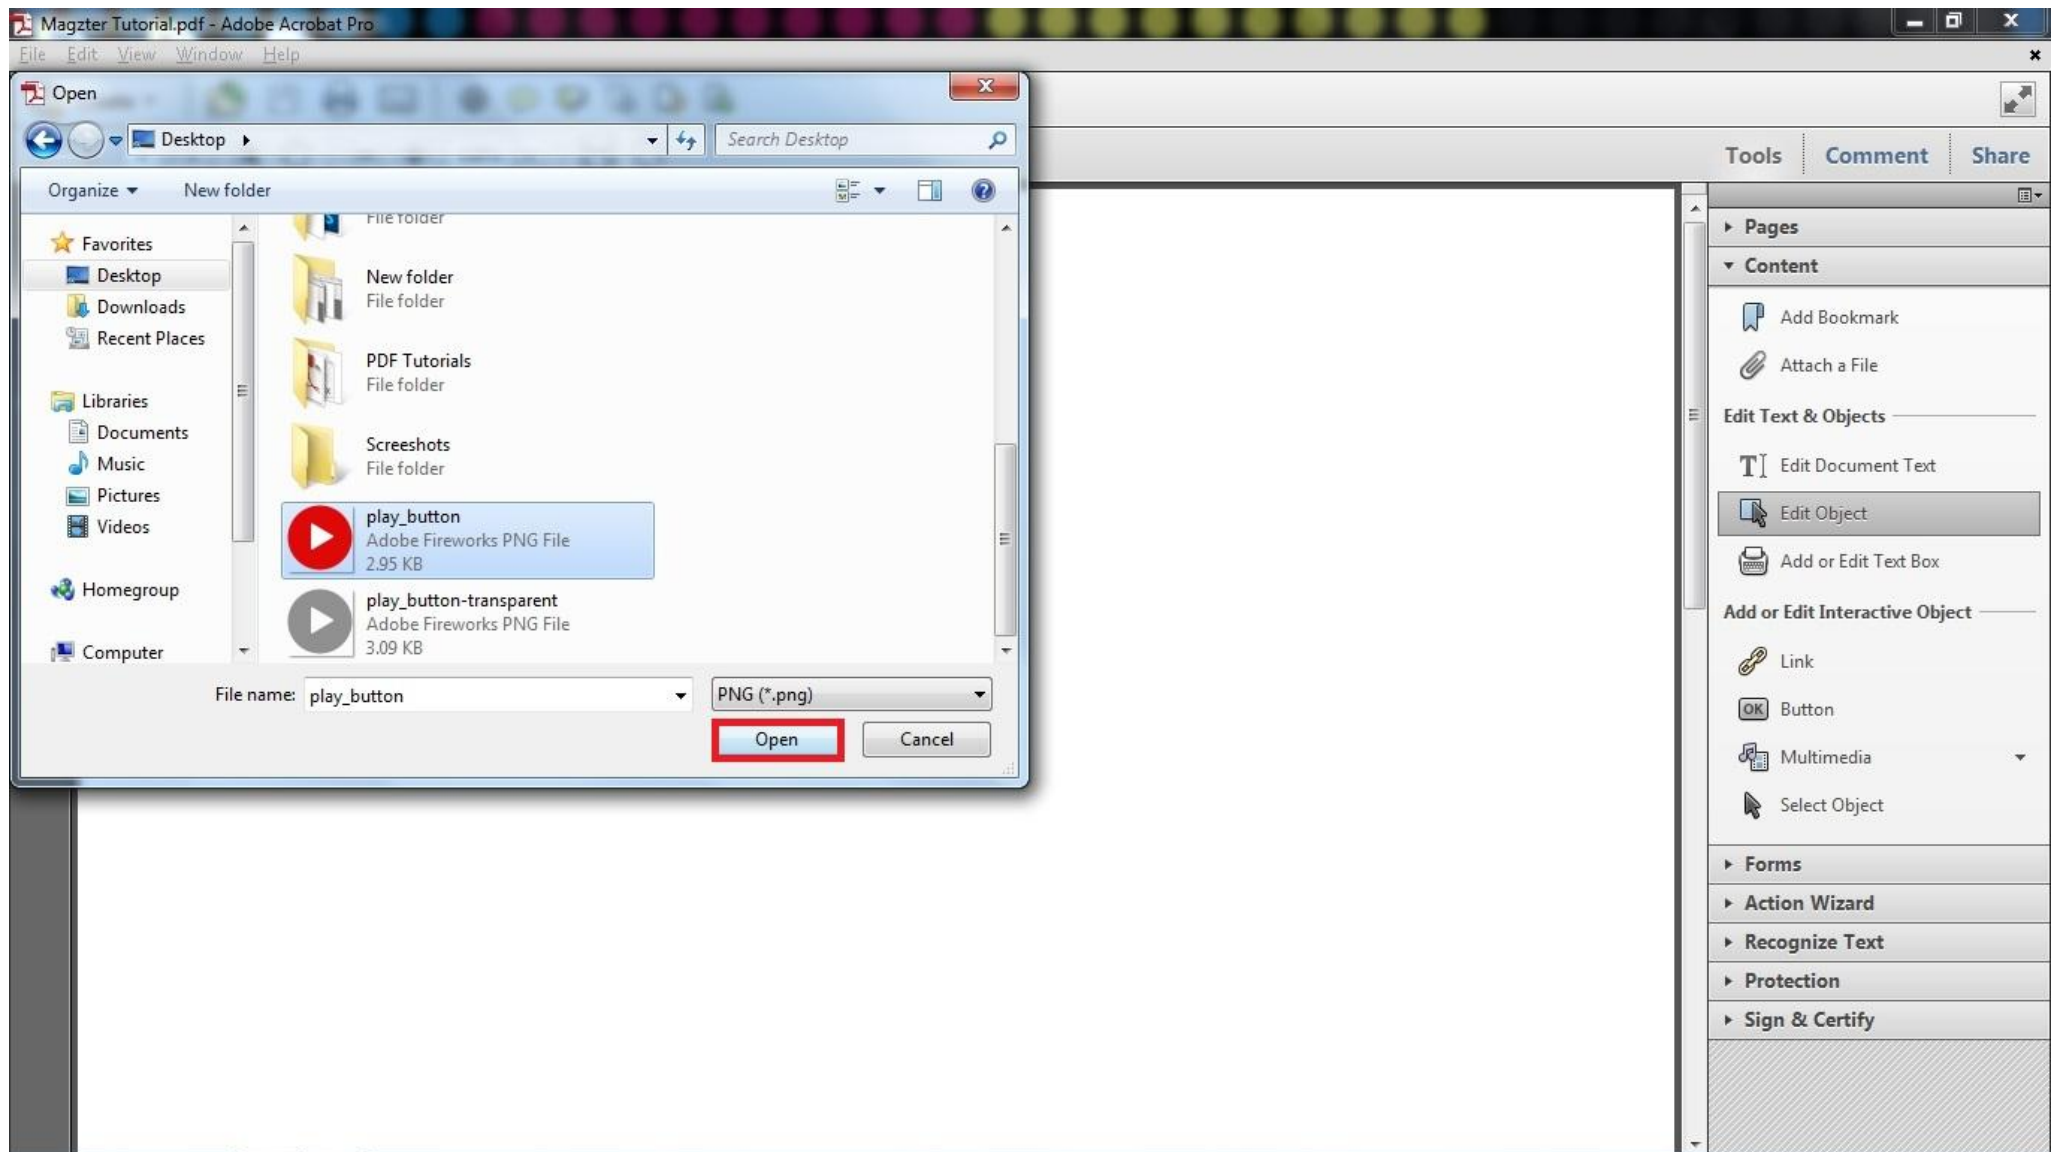 Magzter Tutorial.pdf - Adobe Acrobat Pro
File Edit View Window Help
Open
Desktop
Search Desktop
Tools Comment Share
Organize New folder
File folder
Favorites
Desktop
Downloads
Recent Places
Libraries
Documents
Music
Pictures
Videos
Homegroup
Computer
New folder
File folder
PDF Tutorials
File folder
Screeshots
File folder
play_button
Adobe Fireworks PNG File
2.95 KB
play_button-transparent
Adobe Fireworks PNG File
3.09 KB
File name: play_button PNG (*.png)
Open Cancel
Pages
Content
Add Bookmark
Attach a File
Edit Text & Objects
Edit Document Text
Edit Object
Add or Edit Text Box
Add or Edit Interactive Object
Link
OK Button
Multimedia
Select Object
Forms
Action Wizard
Recognize Text
Protection
Sign & Certify